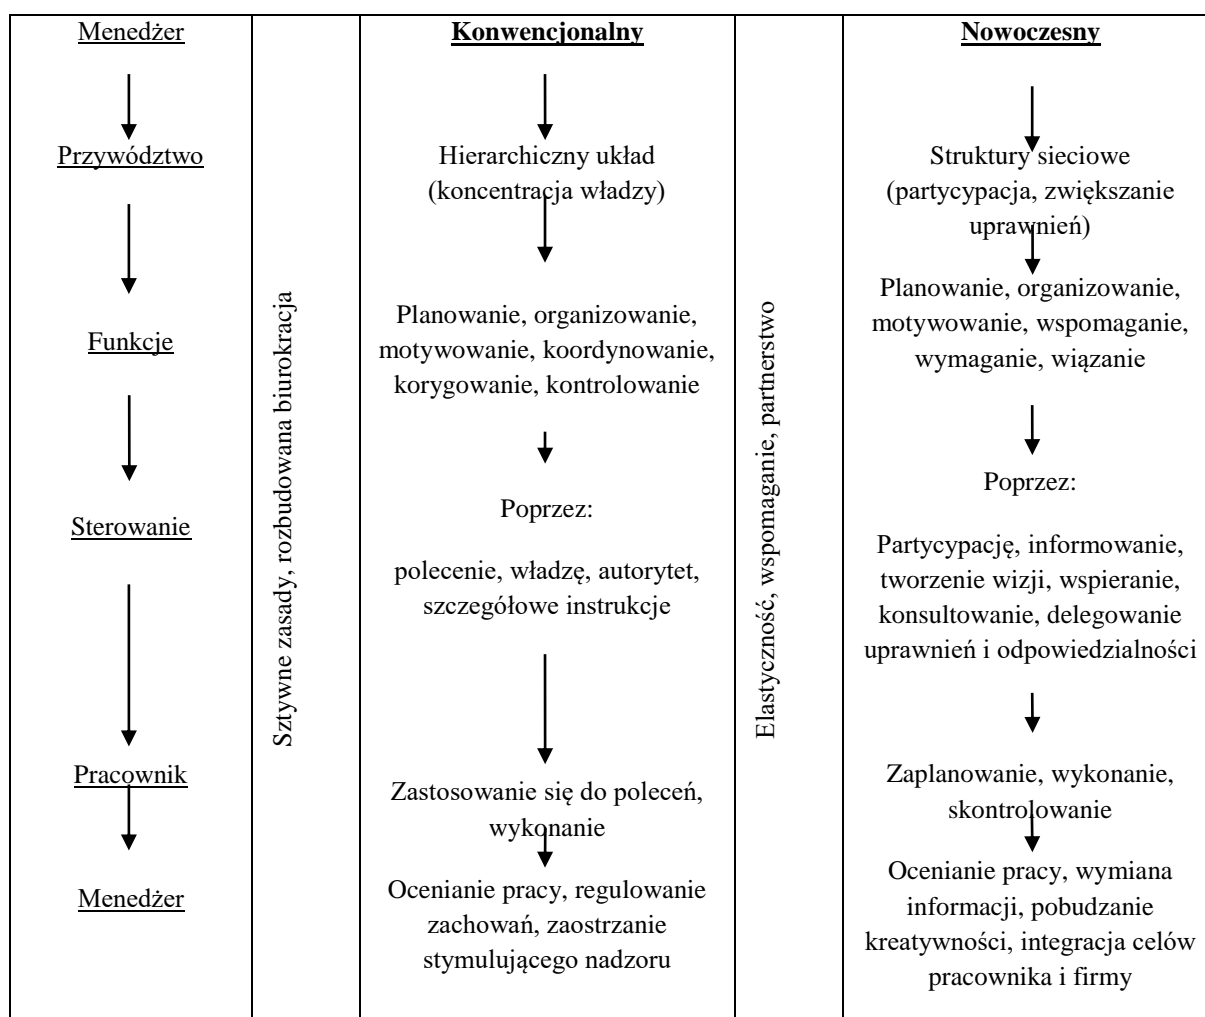 Menedżer
Przywództwo
Funkcje
Sterowanie
Pracownik
Menedżer
Sztywne zasady, rozbudowana biurokracja
Konwencjonalny
Hierarchiczny układ
(koncentracja władzy)
Planowanie, organizowanie,
motywowanie, koordynowanie,
korygowanie, kontrolowanie
Poprzez:
polecenie, władzę, autorytet,
szczegółowe instrukcje
Zastosowanie się do poleceń,
wykonanie
Ocenianie pracy, regulowanie
zachowań, zaostrzanie
stymulującego nadzoru
Elastyczność, wspomaganie, partnerstwo
Nowoczesny
Struktury sieciowe
(partycypacja, zwiększanie
uprawnień)
Planowanie, organizowanie,
motywowanie, wspomaganie,
wymaganie, wiązanie
Poprzez:
Partycypację, informowanie,
tworzenie wizji, wspieranie,
konsultowanie, delegowanie
uprawnień i odpowiedzialności
Zaplanowanie, wykonanie,
skontrolowanie
Ocenianie pracy, wymiana
informacji, pobudzanie
kreatywności, integracja celów
pracownika i firmy